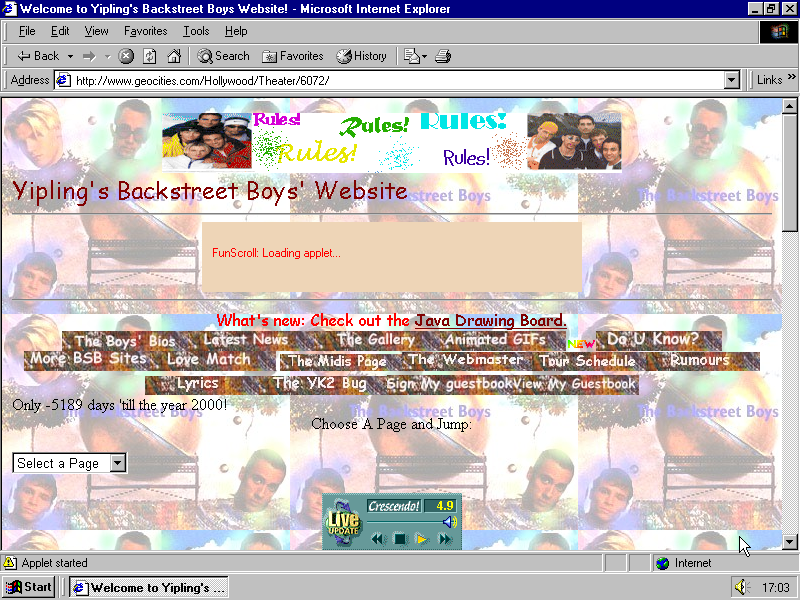 Welcome to Yipling's Backstreet Boys Website! - Microsoft Internet Explorer
File Edit View Favorites Tools Help
Back Search Favorites History
Address http://www.geocities.com/Hollywood/Theater/6072/ Links »
Rules! Rules! Rules!
Rules! Rules!
Yipling's Backstreet Boys' Website
The Backstreet Boys
FunScroll: Loading applet...
What's new: Check out the Java Drawing Board.
The Boys' Bios Latest News The Gallery Animated GIFs NEW Do U Know?
More BSB Sites Love Match The Midis Page The Webmaster Tour Schedule Rumours
Lyrics The YK2 Bug Sign My guestbook View My Guestbook
Only -5189 days 'till the year 2000!
The Backstreet Boys The Backstreet Boys
Choose A Page and Jump:
Select a Page
Crescendo! 4.9
Live UPDATE
Applet started Internet
Start Welcome to Yipling's ... 17:03